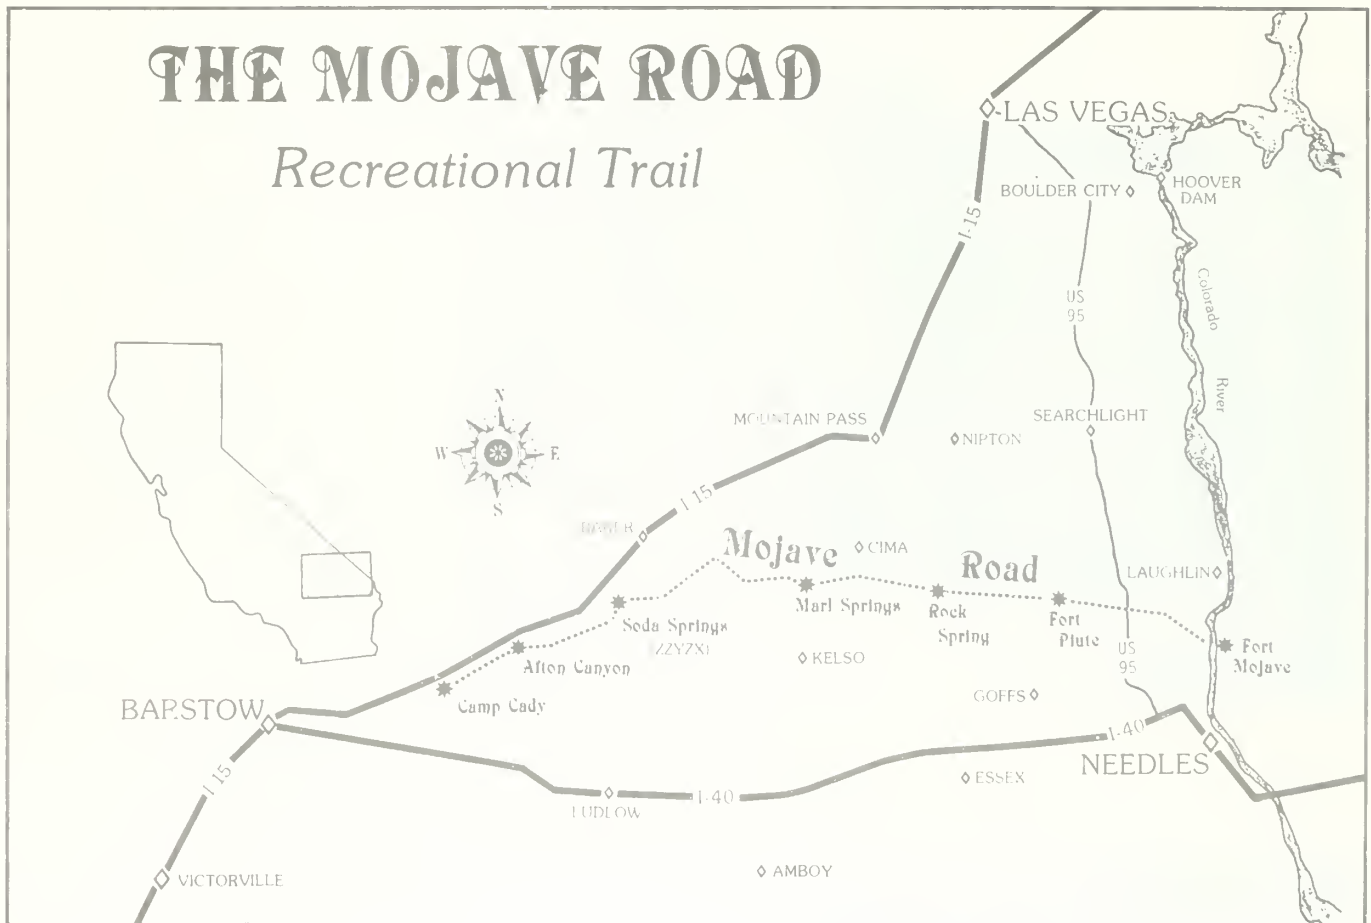 THE MOJAVE ROAD
Recreational Trail
LAS VEGAS
BOULDER CITY
HOOVER
DAM
I-15
Colorado
River
US
95
N
W E
S
MOUNTAIN PASS
NIPTON
SEARCHLIGHT
I-15
BAKER
Mojave
CIMA
Road
LAUGHLIN
Marl Springs
Rock
Spring
Fort
Piute
Soda Springs
(ZZYZX)
Fort
Mojave
Afton Canyon
KELSO
US
95
Camp Cady
GOFFS
BARSTOW
I-40
NEEDLES
I-15
ESSEX
LUDLOW
I-40
AMBOY
VICTORVILLE